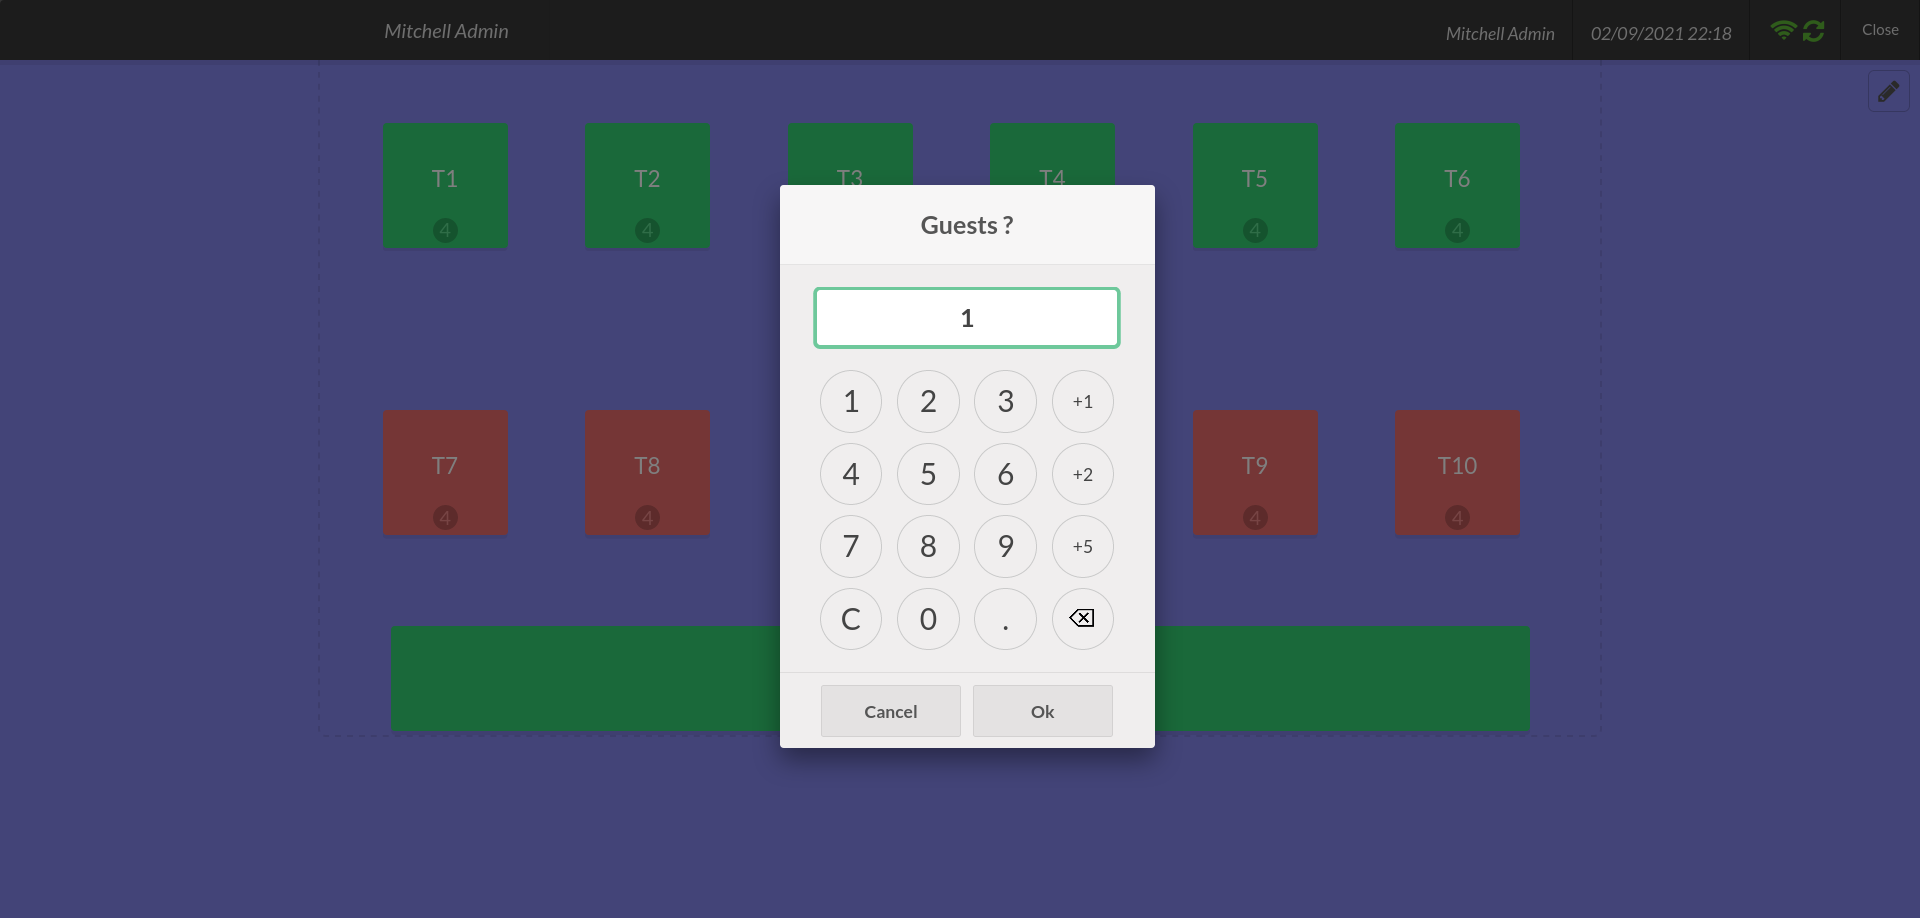 Mitchell Admin
Mitchell Admin 02/09/2021 22:18 Close
T1 T2 T3 T4 T5 T6
4 4 4 4
Guests ?
1
1 2 3 +1
4 5 6 +2
7 8 9 +5
C 0 .
T7 T8 T9 T10
4 4 4 4
Cancel Ok